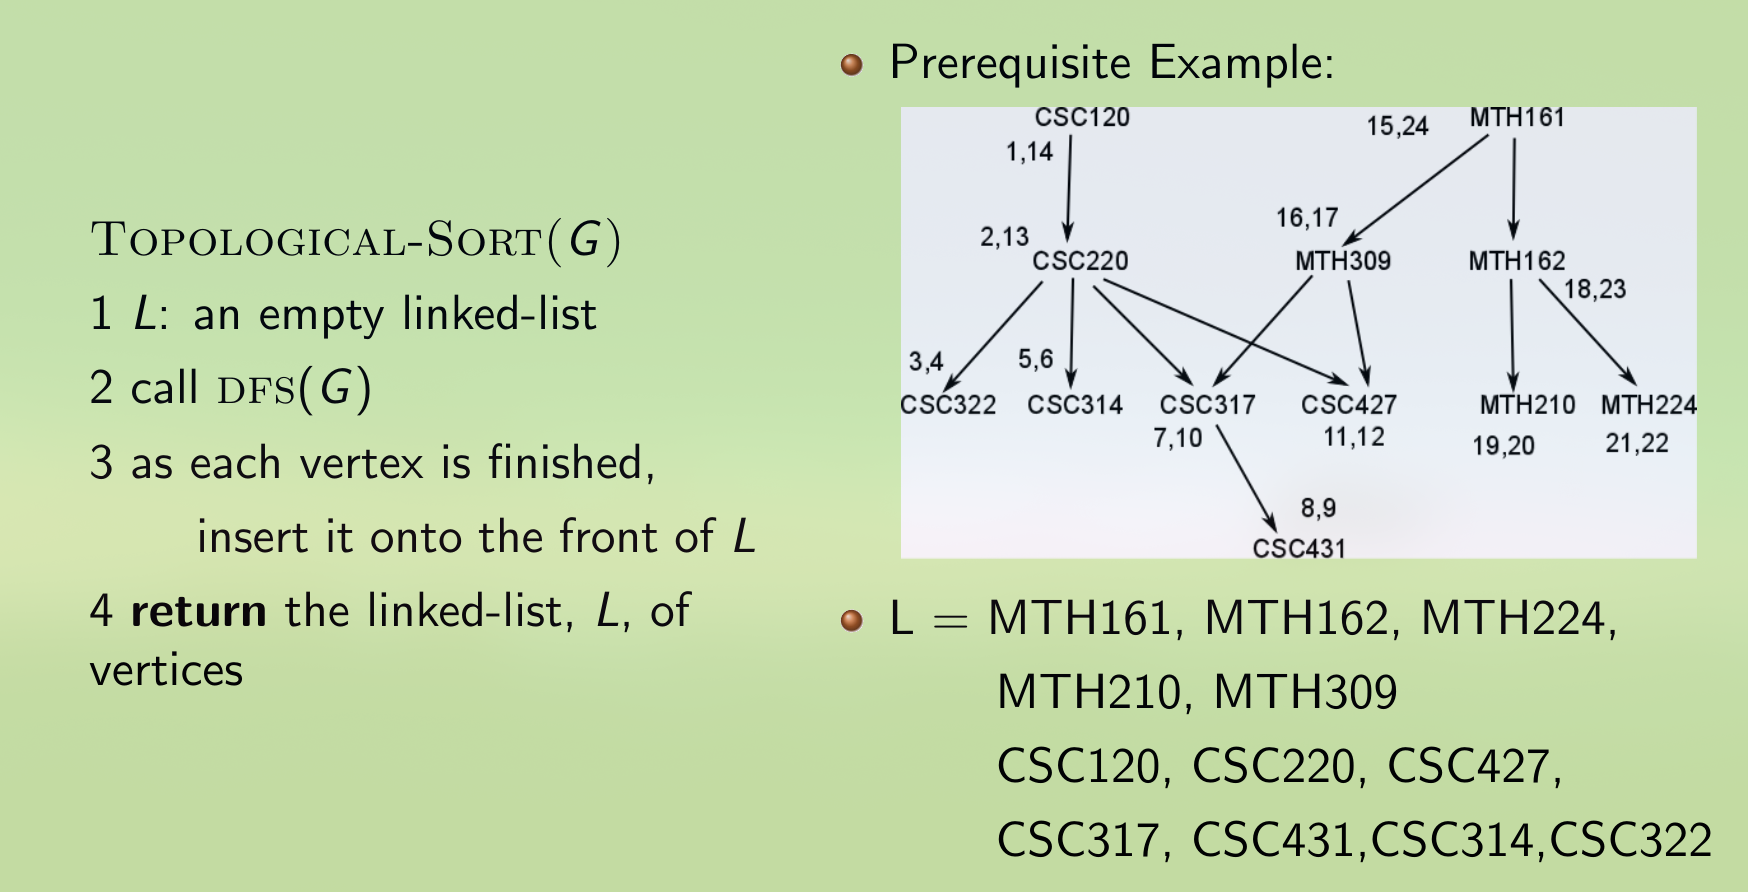 TOPOLOGICAL-SORT(G)
1 L: an empty linked-list
2 call DFS(G)
3 as each vertex is finished,
insert it onto the front of L
4 return the linked-list, L, of
vertices
Prerequisite Example:
CSC120
15,24
MTH161
1,14
16,17
2,13
CSC220
MTH309
MTH162
18,23
3,4
5,6
CSC322
CSC314
CSC317
CSC427
MTH210
MTH224
7,10
11,12
19,20
21,22
8,9
CSC431
L = MTH161, MTH162, MTH224,
MTH210, MTH309
CSC120, CSC220, CSC427,
CSC317, CSC431,CSC314,CSC322